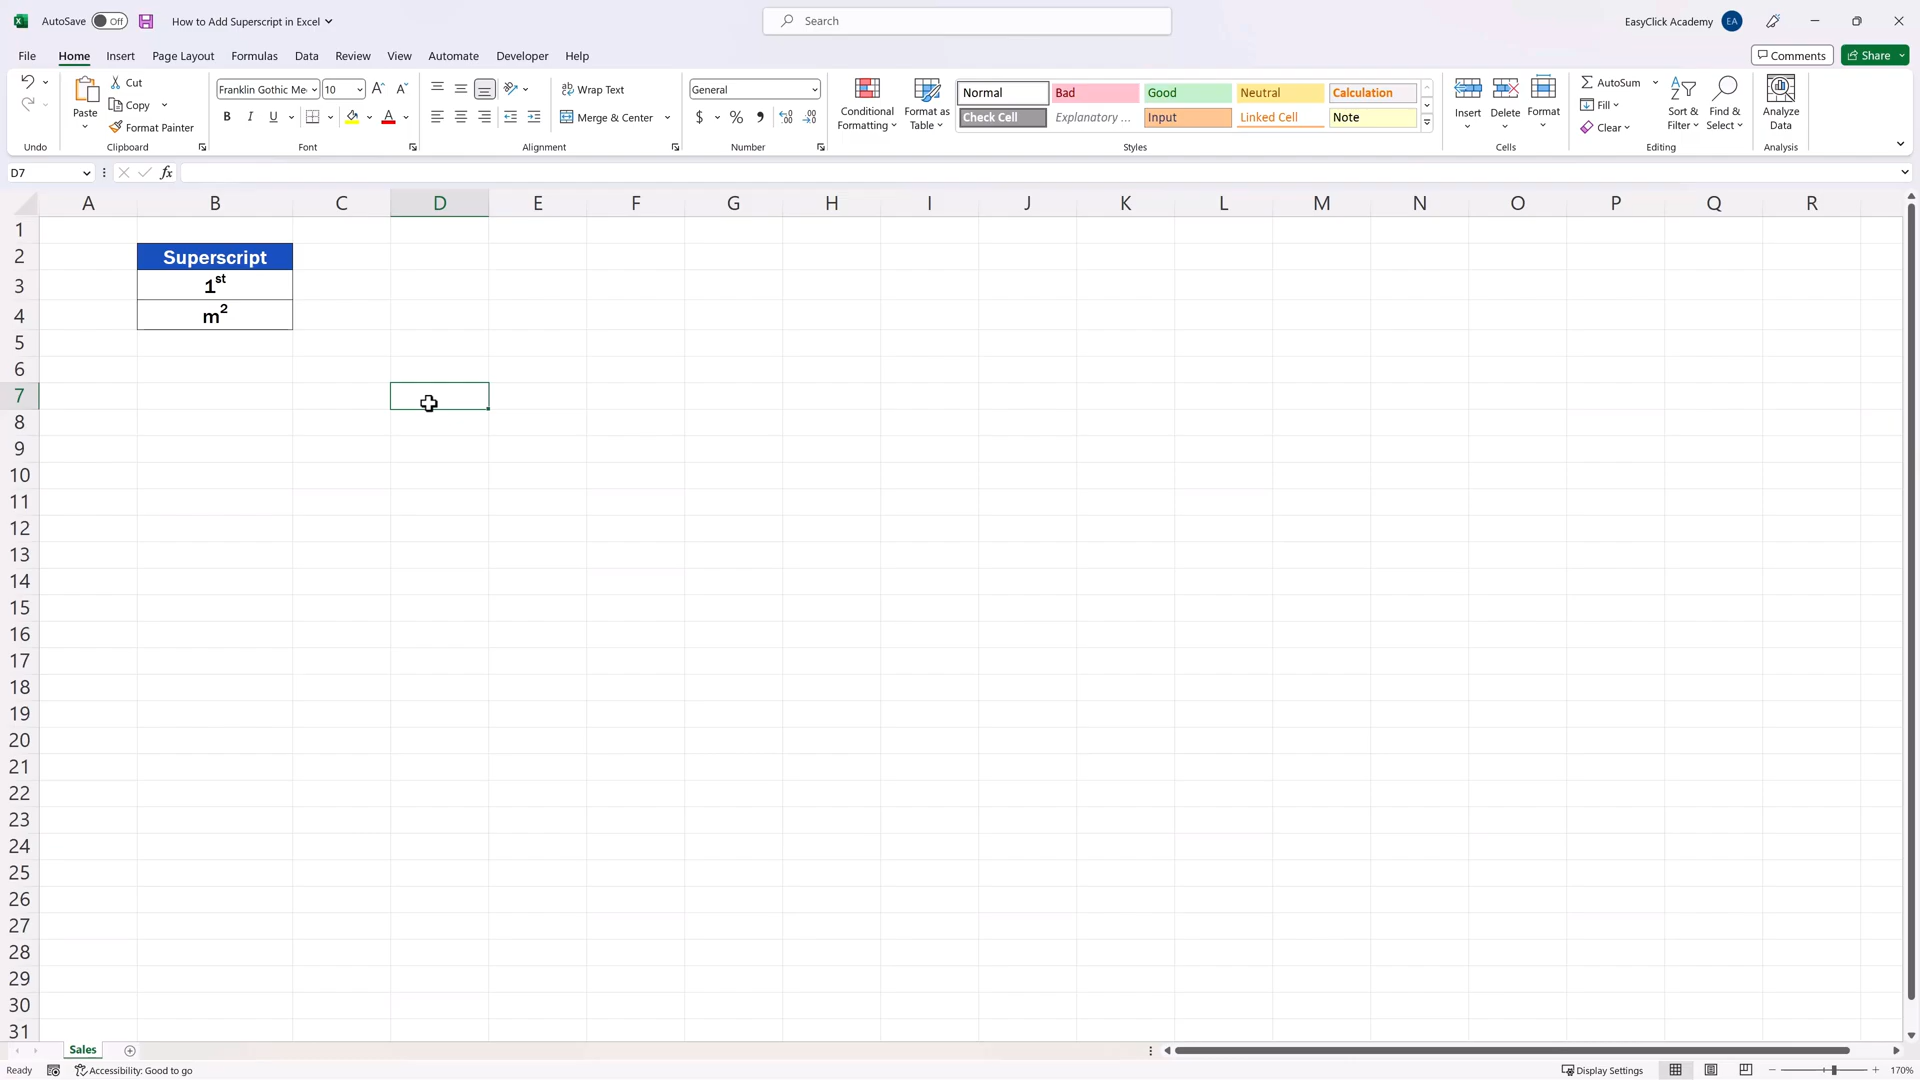 AutoSave Off How to Add Superscript in Excel Search EasyClick Academy EA
File Home Insert Page Layout Formulas Data Review View Automate Developer Help Comments Share
Cut Franklin Gothic Me 10 Wrap Text General Normal Bad Good Neutral Calculation AutoSum
Paste Copy Conditional Formatting Format as Table Insert Delete Format Fill Sort & Filter Find & Select Analyze Data
Format Painter B I U A Merge & Center $ % Check Cell Explanatory ... Input Linked Cell Note Clear
Undo Clipboard Font Alignment Number Styles Cells Editing Analysis
D7 fx
A B C D E F G H I J K L M N O P Q R
1
2 Superscript
3 1st
4 m2
5
6
7
8
9
10
11
12
13
14
15
16
17
18
19
20
21
22
23
24
25
26
27
28
29
30
31
Sales
Ready Accessibility: Good to go Display Settings 170%